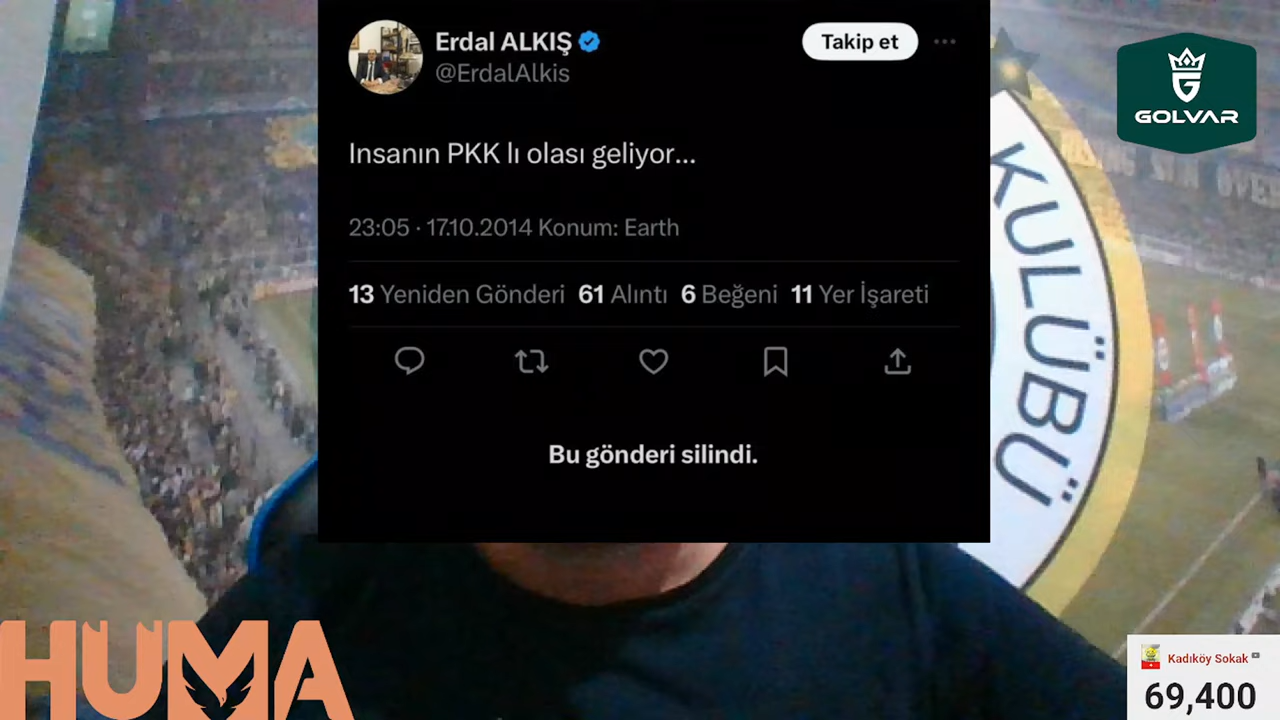 Erdal ALKIŞ
@ErdalAlkis
Takip et
Insanın PKK lı olası geliyor...
23:05 · 17.10.2014 Konum: Earth
13 Yeniden Gönderi 61 Alıntı 6 Beğeni 11 Yer İşareti
Bu gönderi silindi.
GOLVAR
KULÜBÜ
HUMA
Kadıköy Sokak
69,400